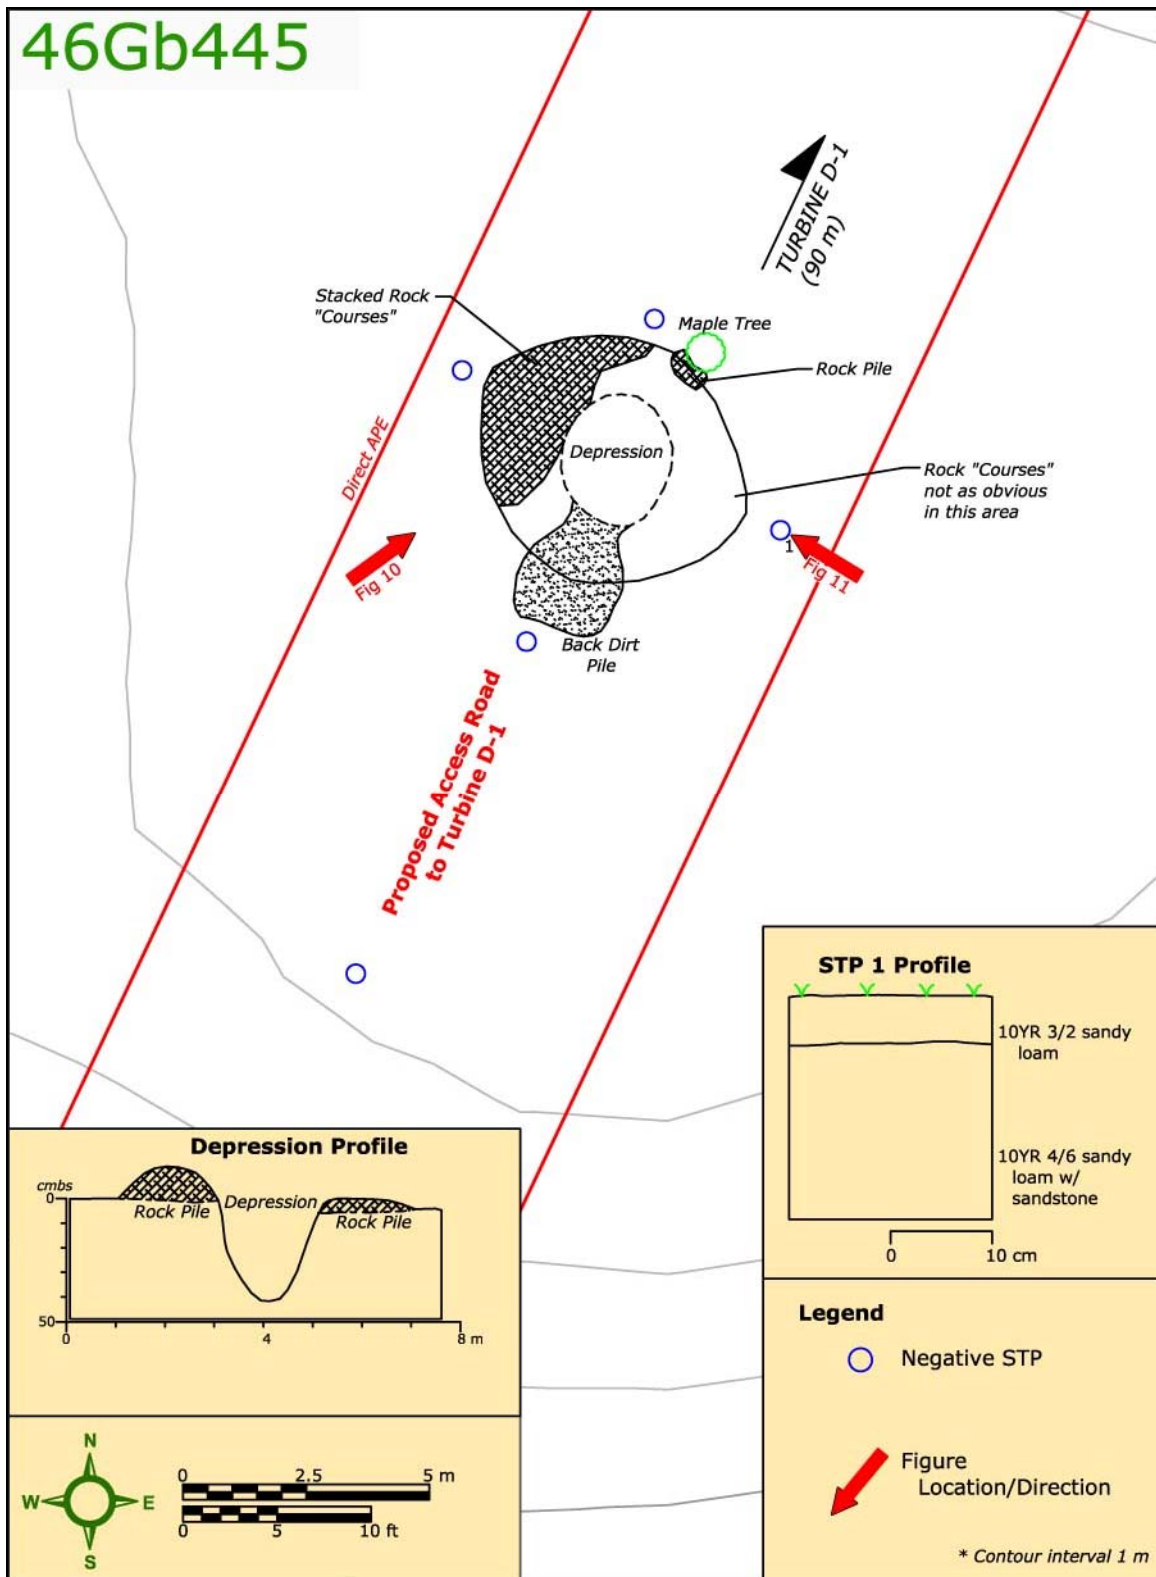 46Gb445
TURBINE D-1
(90 m)
Stacked Rock
"Courses"
Maple Tree
Rock Pile
Direct APE
Depression
Rock "Courses"
not as obvious
in this area
1
Fig 10
Fig 11
Back Dirt
Pile
Proposed Access Road
to Turbine D-1
STP 1 Profile
10YR 3/2 sandy
loam
10YR 4/6 sandy
loam w/
sandstone
0 10 cm
Depression Profile
cmbs
0
Rock Pile
Depression
Rock Pile
50
0 4 8 m
Legend
Negative STP
Figure
Location/Direction
* Contour interval 1 m
N
W E
S
0 2.5 5 m
0 5 10 ft